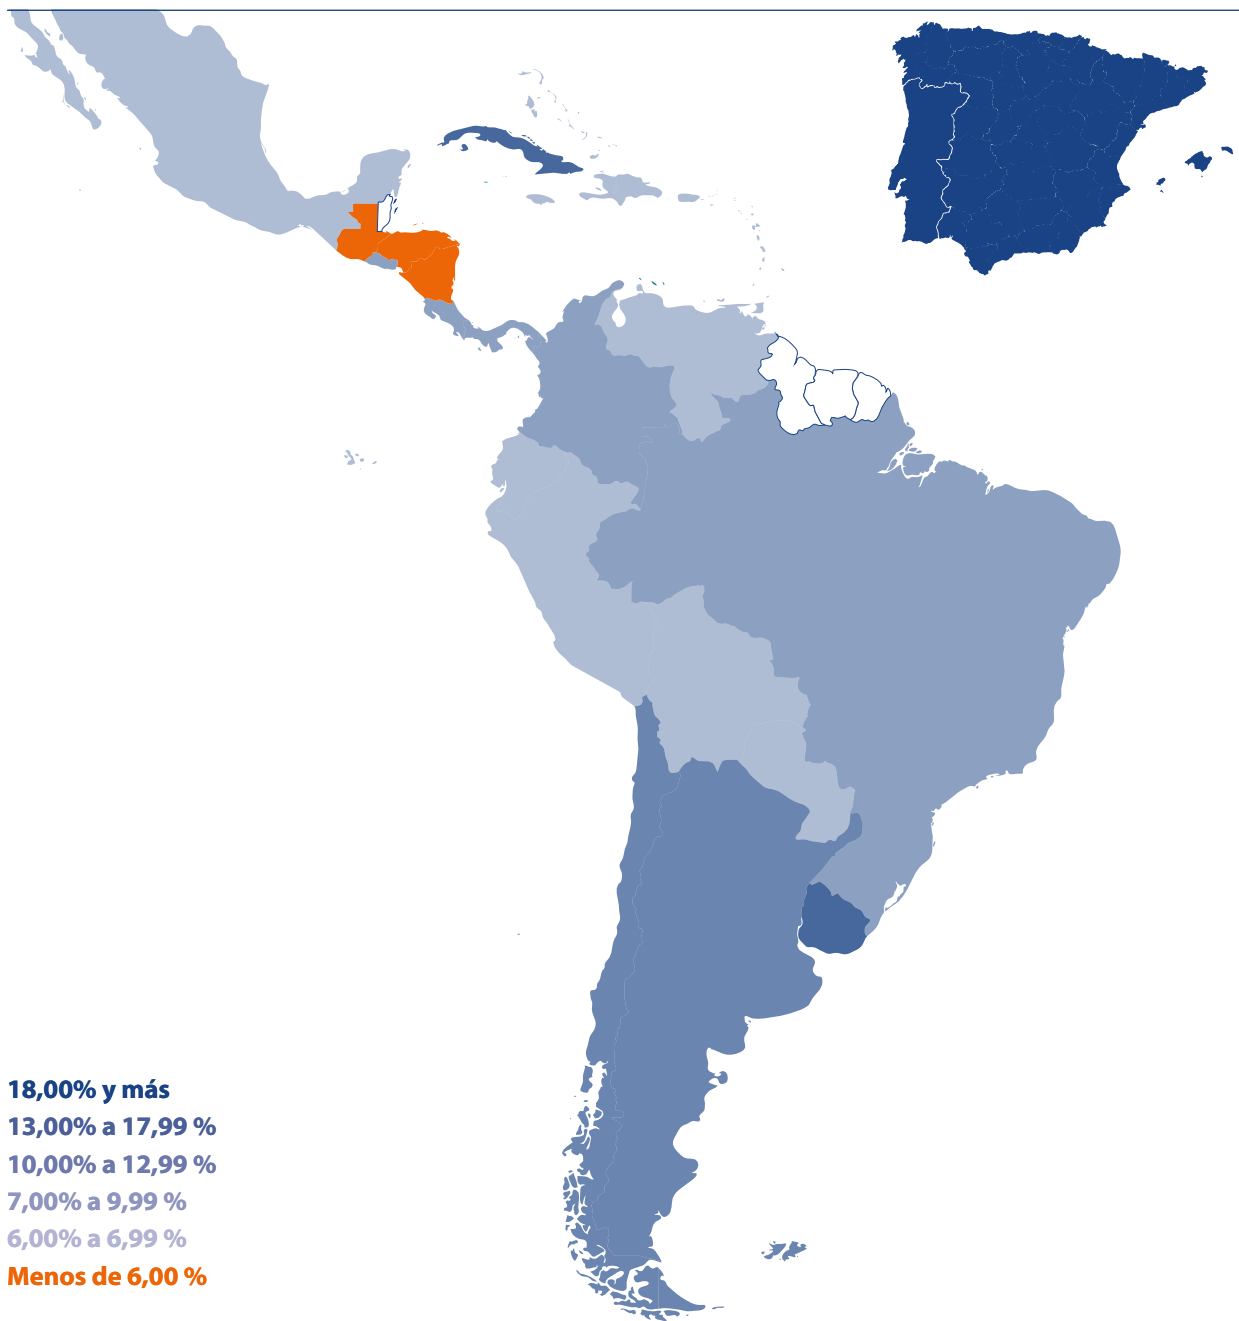 18,00% y más
13,00% a 17,99 %
10,00% a 12,99 %
7,00% a 9,99 %
6,00% a 6,99 %
Menos de 6,00 %